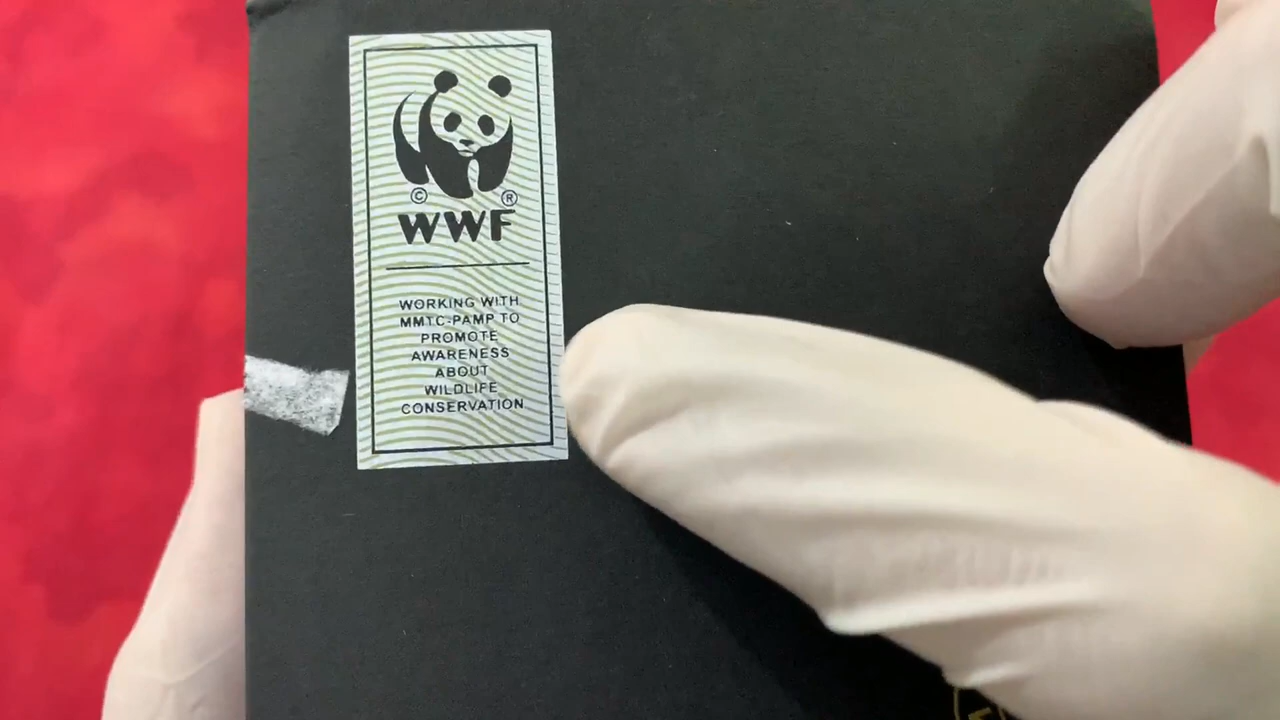 © ®
WWF
WORKING WITH
MMTC-PAMP TO
PROMOTE
AWARENESS
ABOUT
WILDLIFE
CONSERVATION